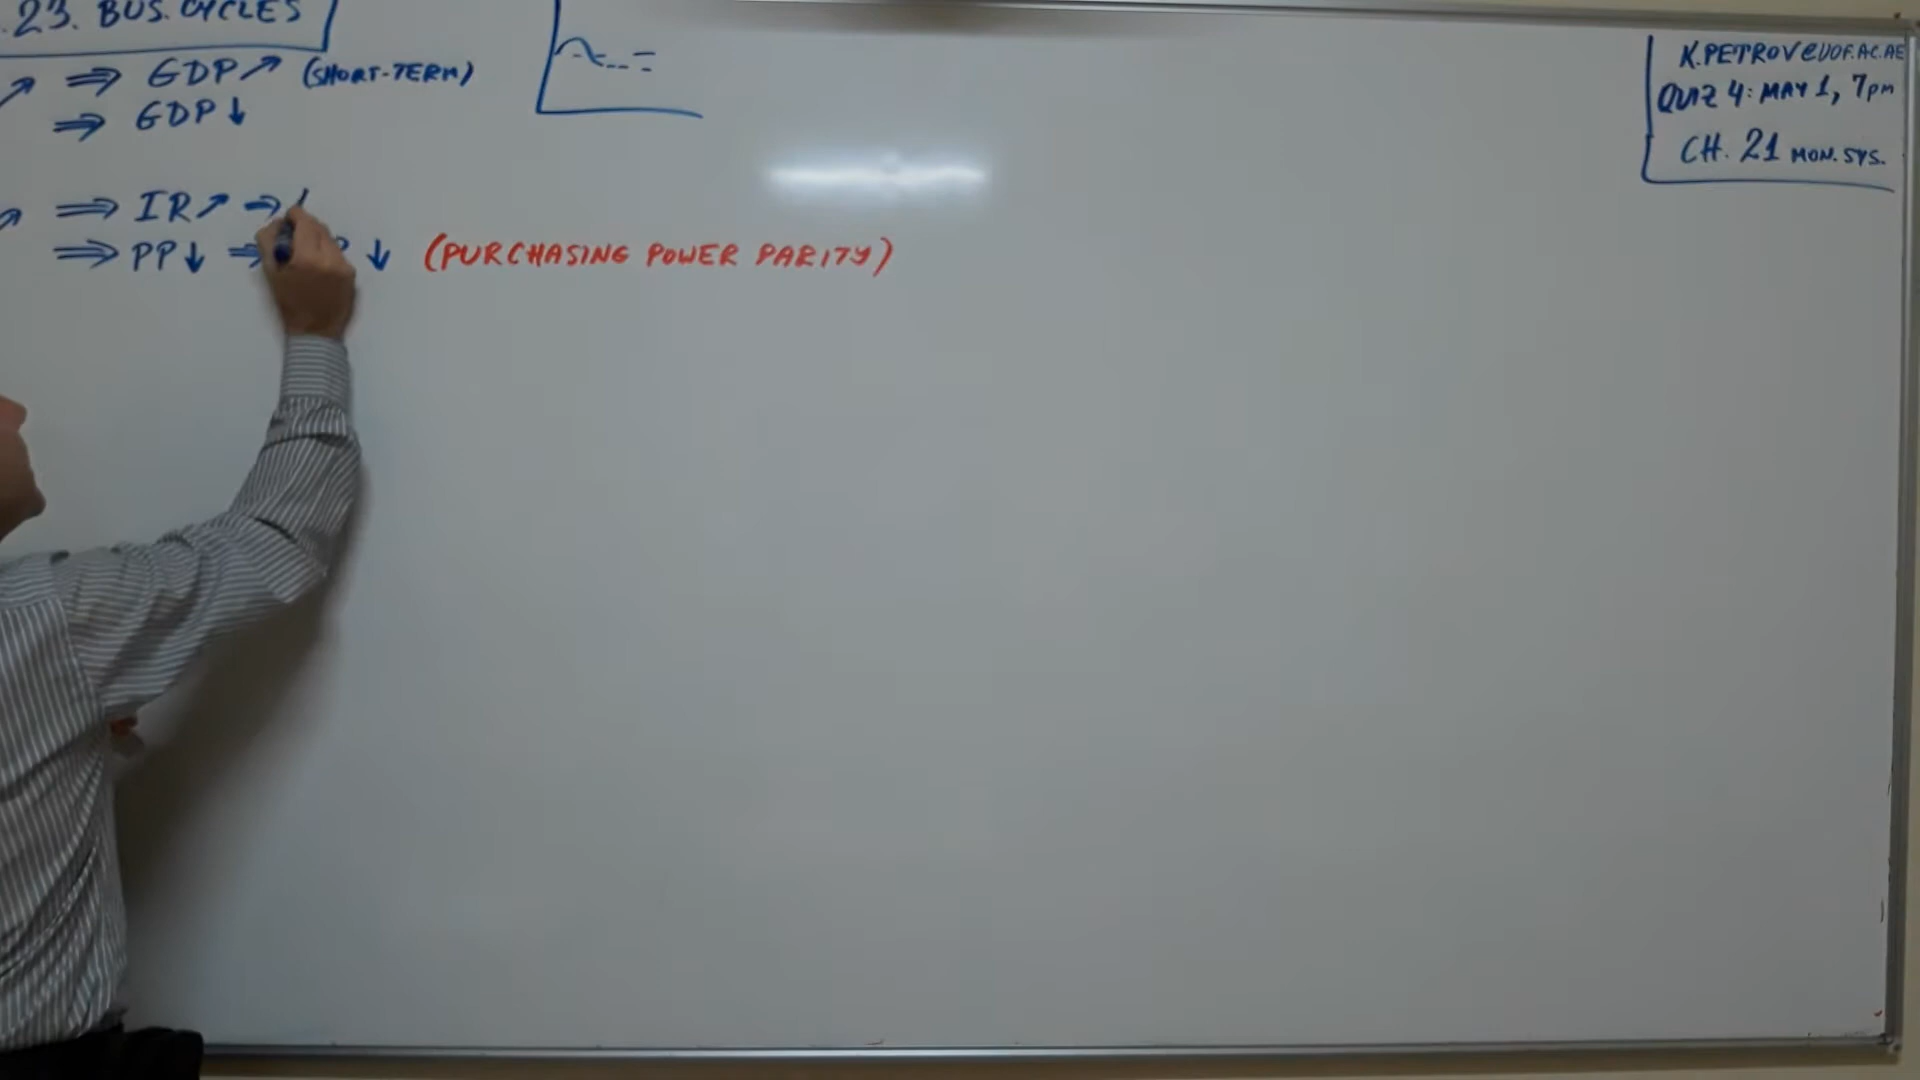 .23. BUS. CYCLES
↗ ⇒ GDP↗ (SHORT-TERM)
⇒ GDP↓
↗ ⇒ IR↗ ⇒
⇒ PP↓ ⇒ ↓ (PURCHASING POWER PARITY)
K.PETROV@UOF.AC.AE
QUIZ 4: MAY 1, 7PM
CH. 21 MON. SYS.